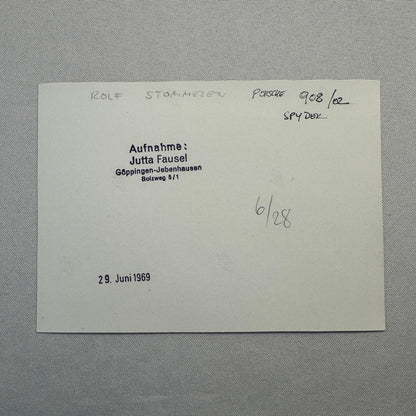 ROLF STOMMELEN PORSCHE 908/02
SPYDER
Aufnahme:
Jutta Fausel
Göppingen-Jebenhausen
Bolzweg 5/1
6/28
29. Juni 1969